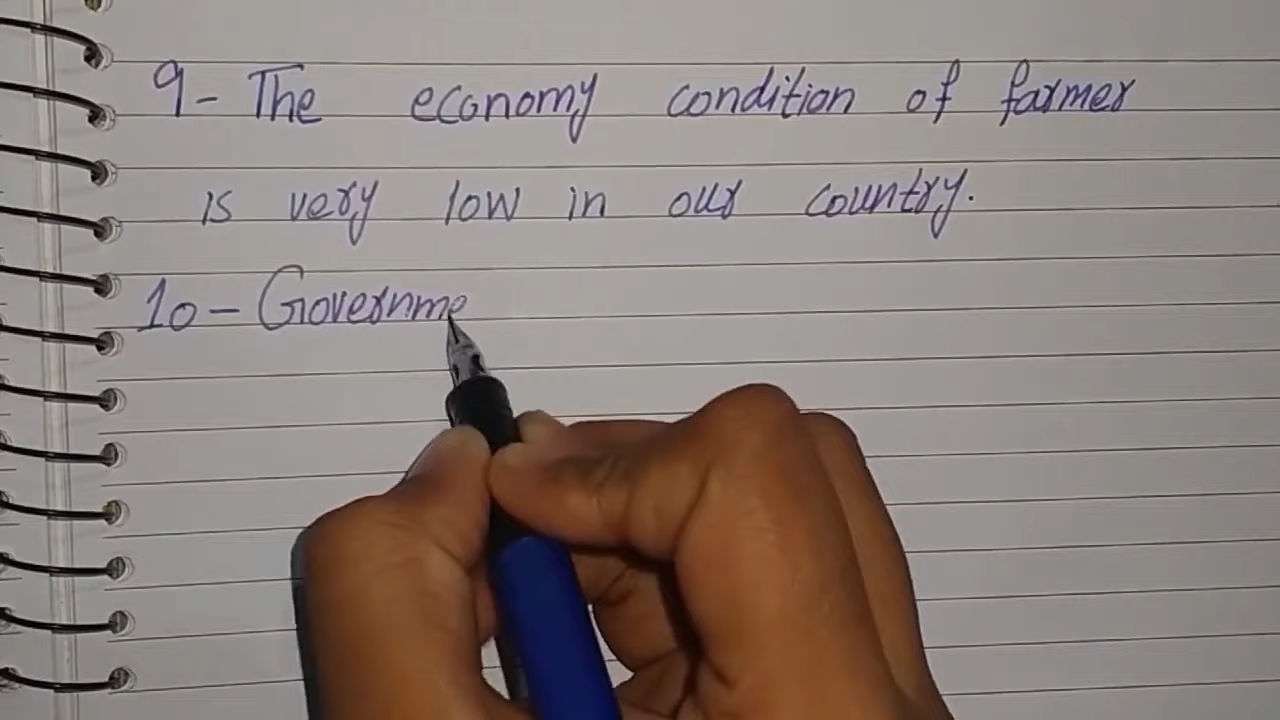 9- The economy condition of farmer
is very low in our country.
10- Governme